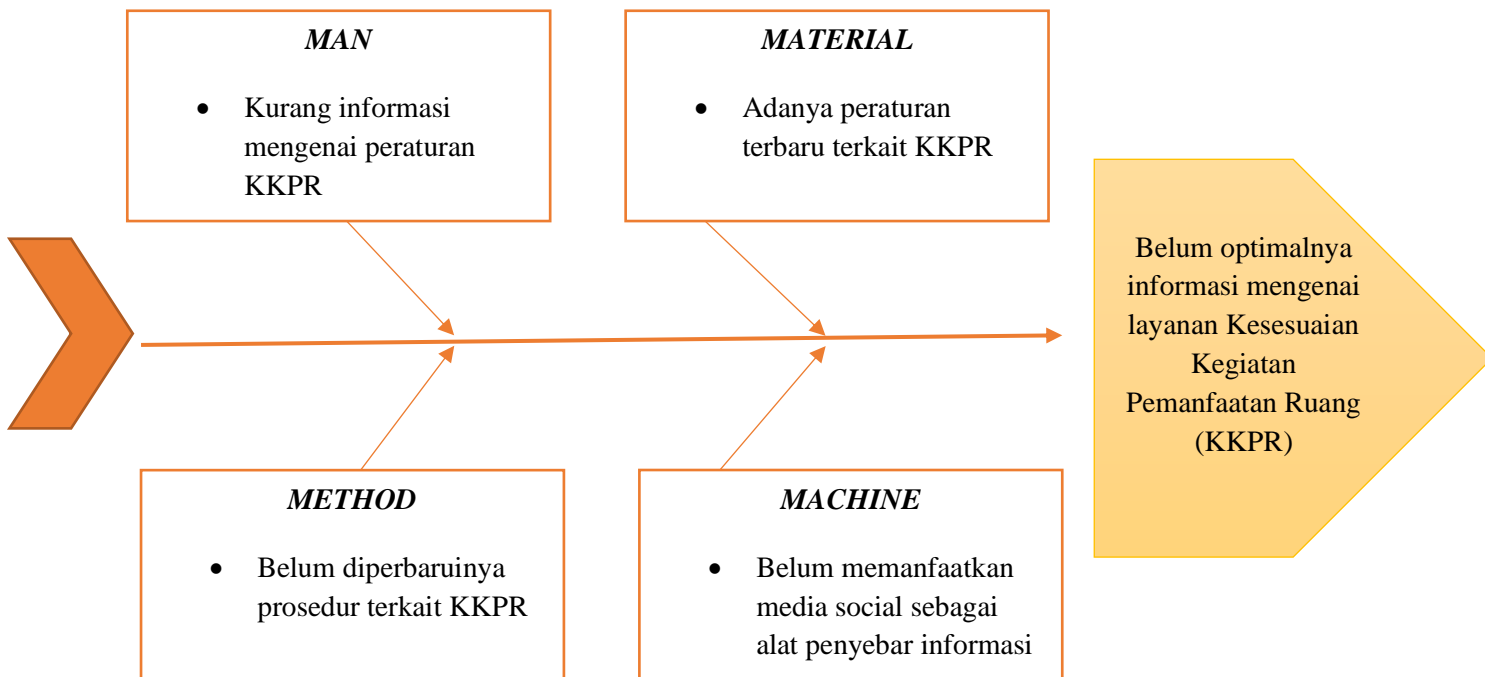 MAN
• Kurang informasi
mengenai peraturan
KKPR
MATERIAL
• Adanya peraturan
terbaru terkait KKPR
Belum optimalnya
informasi mengenai
layanan Kesesuaian
Kegiatan
Pemanfaatan Ruang
(KKPR)
METHOD
• Belum diperbaruinya
prosedur terkait KKPR
MACHINE
• Belum memanfaatkan
media social sebagai
alat penyebar informasi